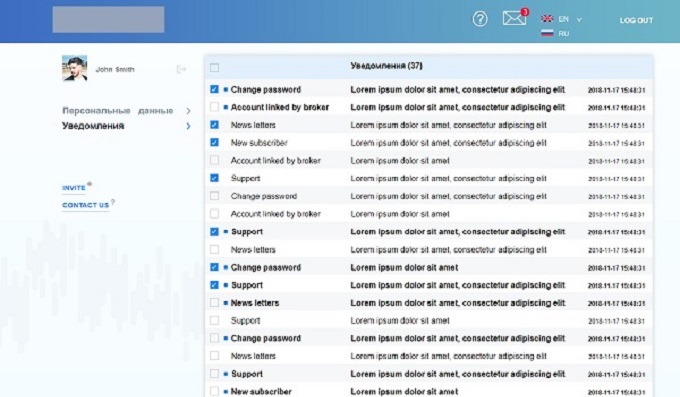 3
EN
RU
LOG OUT
John Smith
Персональные данные
Уведомления
INVITE
CONTACT US ?
Уведомления (37)
Change password Lorem ipsum dolor sit amet, consectetur adipiscing elit 2018-11-17 15:48:31
Account linked by broker Lorem ipsum dolor sit amet, consectetur adipiscing elit 2018-11-17 15:48:31
News letters Lorem ipsum dolor sit amet, consectetur adipiscing elit 2018-11-17 15:48:31
New subscriber Lorem ipsum dolor sit amet, consectetur adipiscing elit 2018-11-17 15:48:31
Account linked by broker Lorem ipsum dolor sit amet 2018-11-17 15:48:31
Support Lorem ipsum dolor sit amet, consectetur adipiscing elit 2018-11-17 15:48:31
Change password Lorem ipsum dolor sit amet, consectetur adipiscing elit 2018-11-17 15:48:31
Account linked by broker Lorem ipsum dolor sit amet 2018-11-17 15:48:31
Support Lorem ipsum dolor sit amet, consectetur adipiscing elit 2018-11-17 15:48:31
News letters Lorem ipsum dolor sit amet, consectetur adipiscing elit 2018-11-17 15:48:31
Change password Lorem ipsum dolor sit amet 2018-11-17 15:48:31
Support Lorem ipsum dolor sit amet, consectetur adipiscing elit 2018-11-17 15:48:31
News letters Lorem ipsum dolor sit amet, consectetur adipiscing elit 2018-11-17 15:48:31
Support Lorem ipsum dolor sit amet 2018-11-17 15:48:31
Change password Lorem ipsum dolor sit amet, consectetur adipiscing elit 2018-11-17 15:48:31
News letters Lorem ipsum dolor sit amet, consectetur adipiscing elit 2018-11-17 15:48:31
Support Lorem ipsum dolor sit amet, consectetur adipiscing elit 2018-11-17 15:48:31
New subscriber Lorem ipsum dolor sit amet, consectetur adipiscing elit 2018-11-17 15:48:31